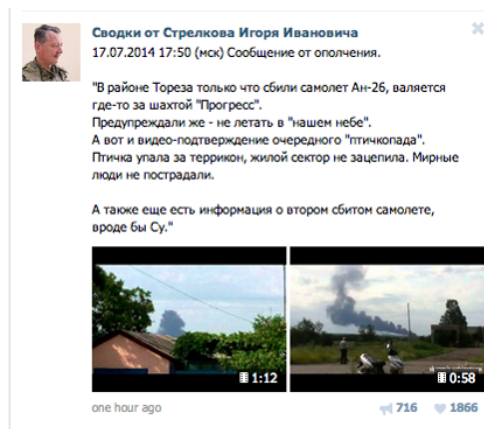 Сводки от Стрелкова Игоря Ивановича
17.07.2014 17:50 (мск) Сообщение от ополчения.
"В районе Тореза только что сбили самолет Ан-26, валяется
где-то за шахтой "Прогресс".
Предупреждали же - не летать в "нашем небе".
А вот и видео-подтверждение очередного "птичкопада".
Птичка упала за террикон, жилой сектор не зацепила. Мирные
люди не пострадали.
А также еще есть информация о втором сбитом самолете,
вроде бы Су."
1:12
0:58
one hour ago
716
1866